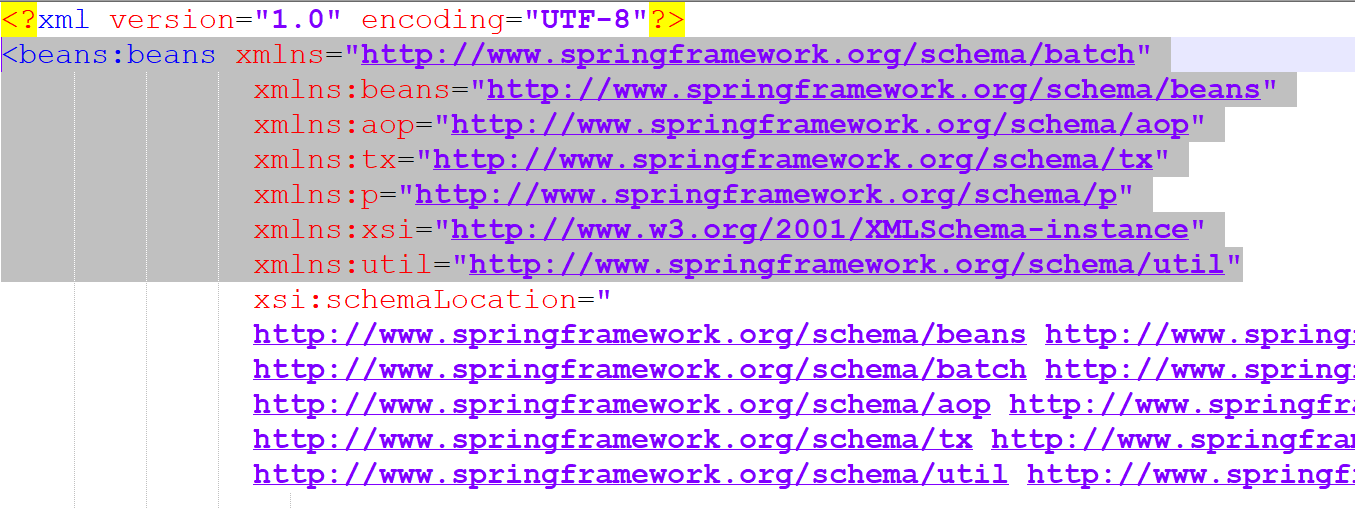 <?xml version="1.0" encoding="UTF-8"?>
<beans:beans xmlns="http://www.springframework.org/schema/batch"
xmlns:beans="http://www.springframework.org/schema/beans"
xmlns:aop="http://www.springframework.org/schema/aop"
xmlns:tx="http://www.springframework.org/schema/tx"
xmlns:p="http://www.springframework.org/schema/p"
xmlns:xsi="http://www.w3.org/2001/XMLSchema-instance"
xmlns:util="http://www.springframework.org/schema/util"
xsi:schemaLocation="
http://www.springframework.org/schema/beans
http://www.springframework.org/schema/batch
http://www.springframework.org/schema/aop
http://www.springframework.org/schema/tx
http://www.springframework.org/schema/util